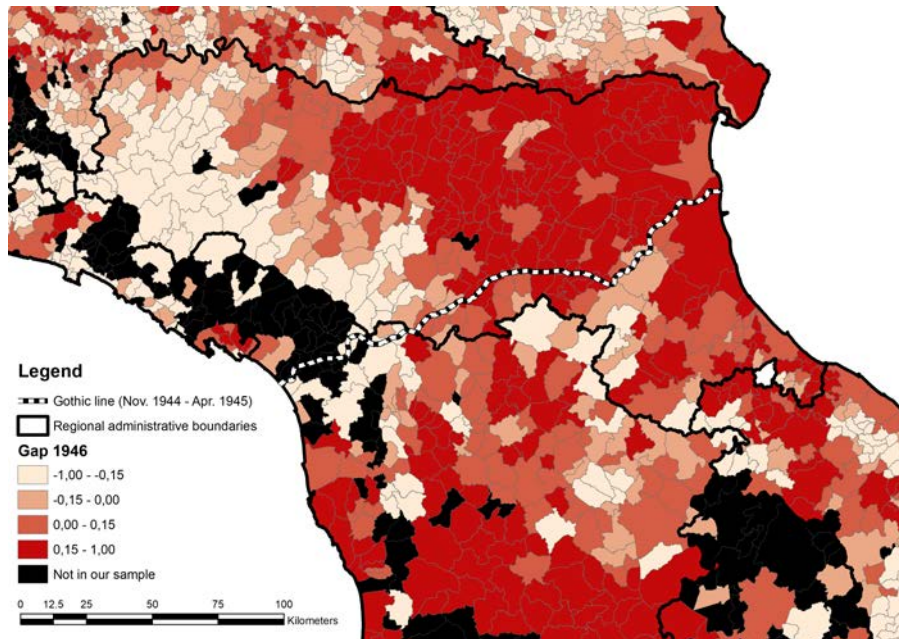 Legend
Gothic line (Nov. 1944 - Apr. 1945)
Regional administrative boundaries
Gap 1946
-1,00 - -0,15
-0,15 - 0,00
0,00 - 0,15
0,15 - 1,00
Not in our sample
0 12.5 25 50 75 100
Kilometers